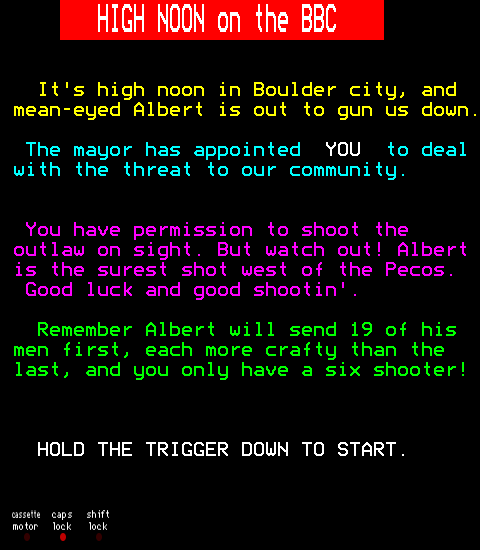 HIGH NOON on the BBC
It's high noon in Boulder city, and
mean-eyed Albert is out to gun us down.
The mayor has appointed YOU to deal
with the threat to our community.
You have permission to shoot the
outlaw on sight. But watch out! Albert
is the surest shot west of the Pecos.
Good luck and good shootin'.
Remember Albert will send 19 of his
men first, each more crafty than the
last, and you only have a six shooter!
HOLD THE TRIGGER DOWN TO START.
cassette caps shift
motor lock lock